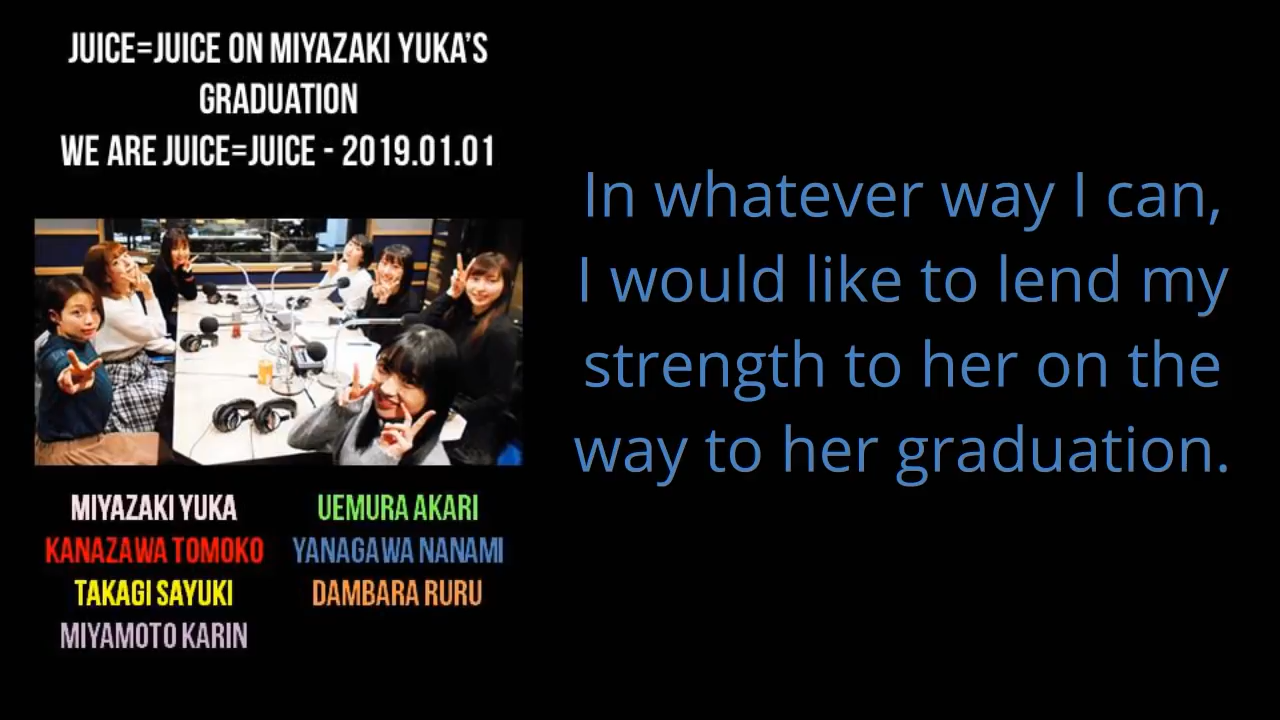 JUICE=JUICE ON MIYAZAKI YUKA'S
GRADUATION
WE ARE JUICE=JUICE - 2019.01.01
In whatever way I can,
I would like to lend my
strength to her on the
way to her graduation.
MIYAZAKI YUKA
KANAZAWA TOMOKO
TAKAGI SAYUKI
MIYAMOTO KARIN
UEMURA AKARI
YANAGAWA NANAMI
DAMBARA RURU